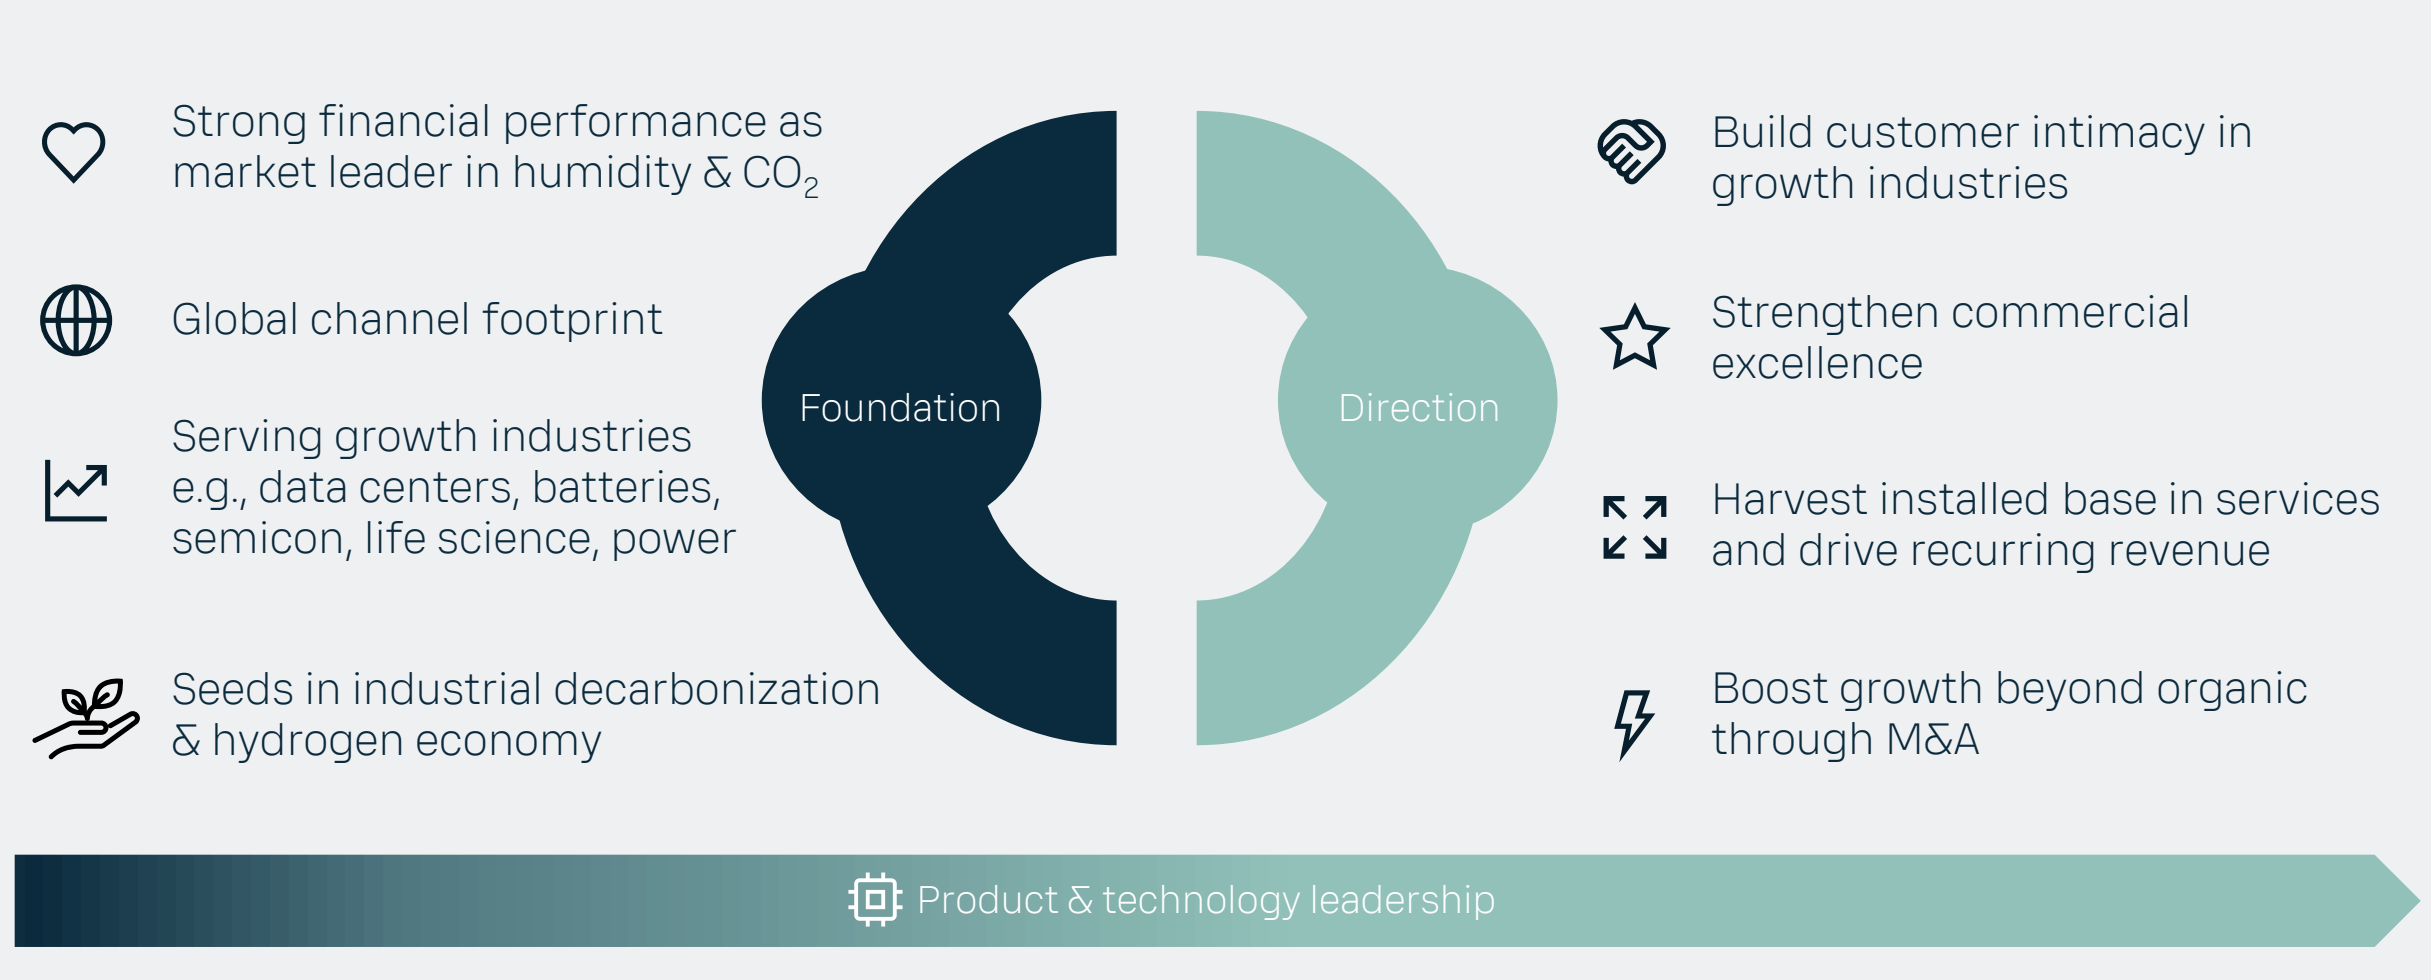 Strong financial performance as
market leader in humidity & CO₂
Global channel footprint
Serving growth industries
e.g., data centers, batteries,
semicon, life science, power
Seeds in industrial decarbonization
& hydrogen economy
Foundation
Direction
Build customer intimacy in
growth industries
Strengthen commercial
excellence
Harvest installed base in services
and drive recurring revenue
Boost growth beyond organic
through M&A
Product & technology leadership